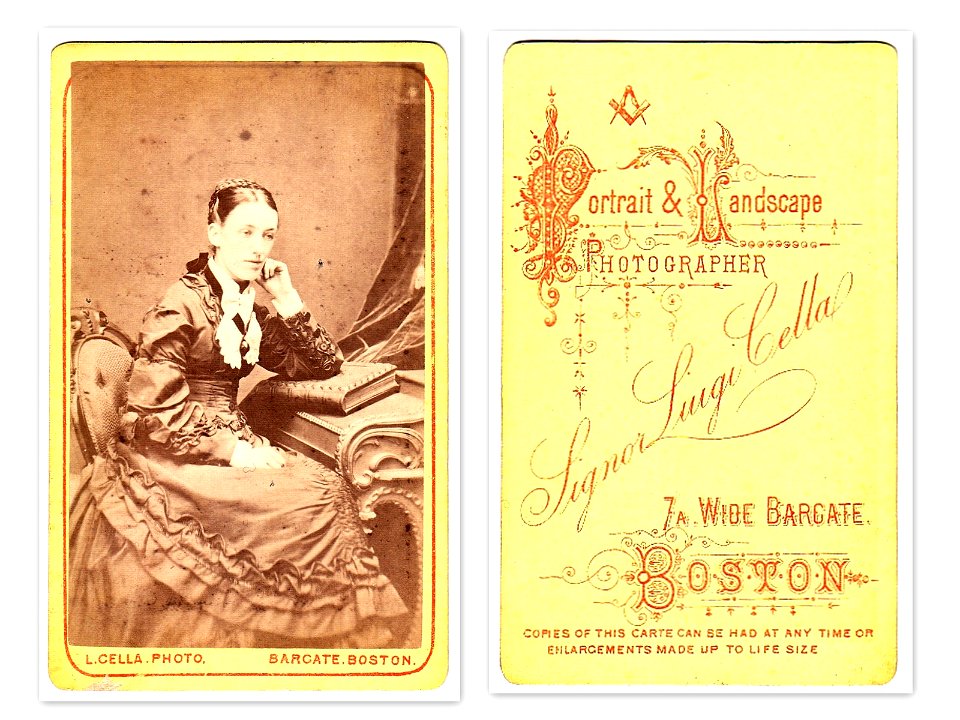 L. CELLA. PHOTO. BARGATE. BOSTON.
Portrait & Landscape
PHOTOGRAPHER
Signor Luigi Cella
7A. WIDE BARGATE.
BOSTON
COPIES OF THIS CARTE CAN BE HAD AT ANY TIME OR
ENLARGEMENTS MADE UP TO LIFE SIZE